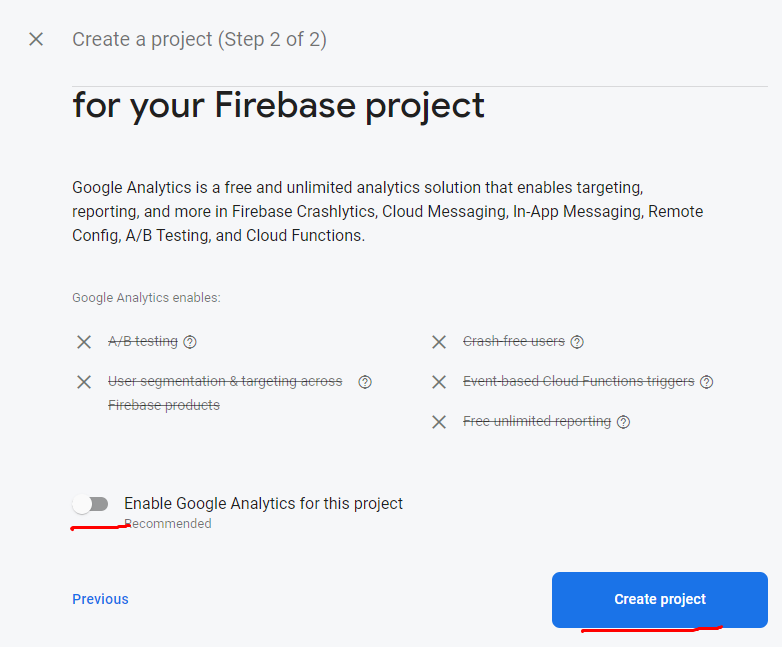 Create a project (Step 2 of 2)
for your Firebase project
Google Analytics is a free and unlimited analytics solution that enables targeting,
reporting, and more in Firebase Crashlytics, Cloud Messaging, In-App Messaging, Remote
Config, A/B Testing, and Cloud Functions.
Google Analytics enables:
A/B testing
User segmentation & targeting across
Firebase products
Crash-free users
Event-based Cloud Functions triggers
Free unlimited reporting
Enable Google Analytics for this project
Recommended
Previous
Create project